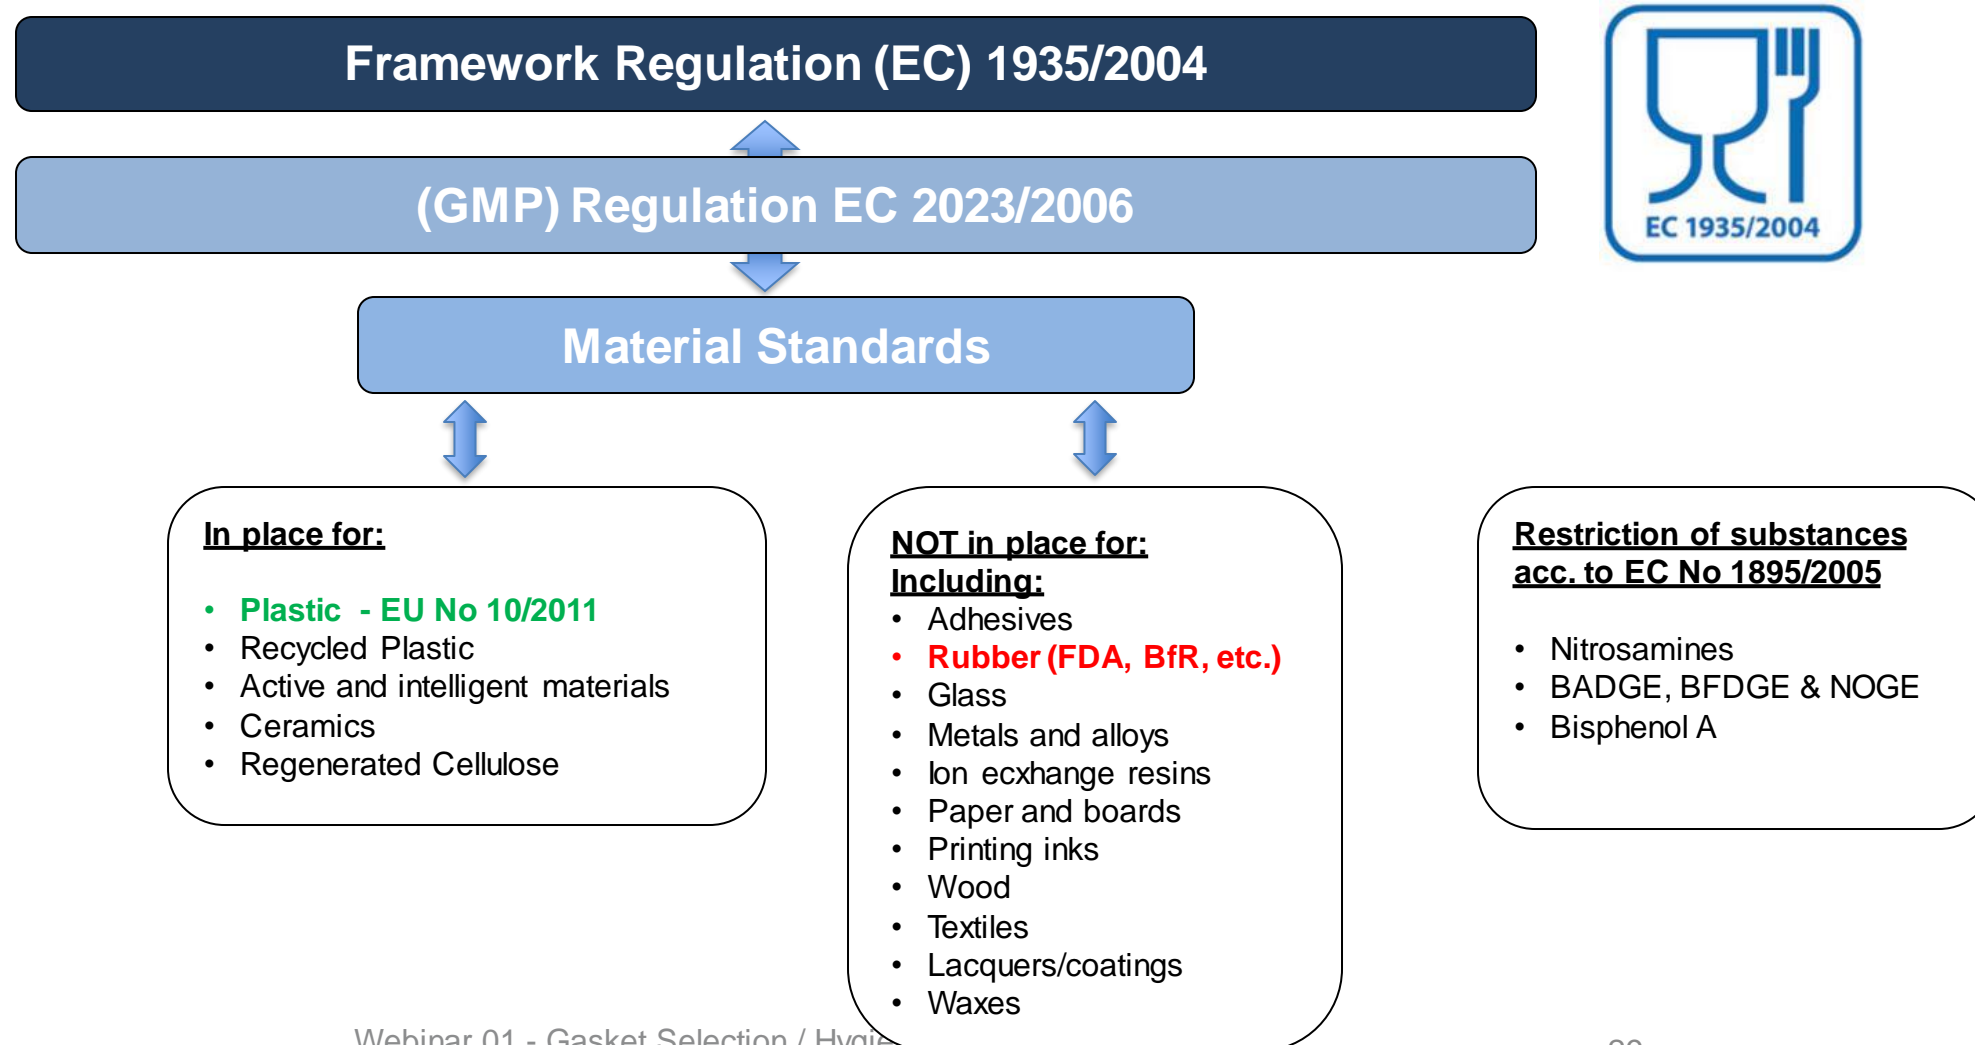 Framework Regulation (EC) 1935/2004
EC 1935/2004
(GMP) Regulation EC 2023/2006
Material Standards
In place for:
• Plastic - EU No 10/2011
• Recycled Plastic
• Active and intelligent materials
• Ceramics
• Regenerated Cellulose
NOT in place for:
Including:
• Adhesives
• Rubber (FDA, BfR, etc.)
• Glass
• Metals and alloys
• Ion ecxhange resins
• Paper and boards
• Printing inks
• Wood
• Textiles
• Lacquers/coatings
• Waxes
Restriction of substances
acc. to EC No 1895/2005
• Nitrosamines
• BADGE, BFDGE & NOGE
• Bisphenol A
Webinar 01 - Gasket Selection /